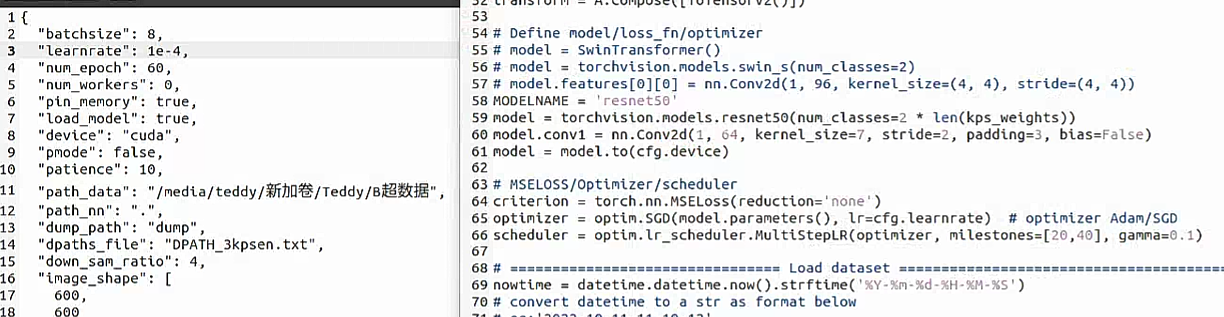 1 {
2 "batchsize": 8,
3 "learnrate": 1e-4,
4 "num_epoch": 60,
5 "num_workers": 0,
6 "pin_memory": true,
7 "load_model": true,
8 "device": "cuda",
9 "pmode": false,
10 "patience": 10,
11 "path_data": "/media/teddy/新加卷/Teddy/B超数据",
12 "path_nn": ".",
13 "dump_path": "dump",
14 "dpaths_file": "DPATH_3kpsen.txt",
15 "down_sam_ratio": 4,
16 "image_shape": [
17 600,
18 600
52 transform = A.Compose([ToTensorV2()])
53
54 # Define model/loss_fn/optimizer
55 # model = SwinTransformer()
56 # model = torchvision.models.swin_s(num_classes=2)
57 # model.features[0][0] = nn.Conv2d(1, 96, kernel_size=(4, 4), stride=(4, 4))
58 MODELNAME = 'resnet50'
59 model = torchvision.models.resnet50(num_classes=2 * len(kps_weights))
60 model.conv1 = nn.Conv2d(1, 64, kernel_size=7, stride=2, padding=3, bias=False)
61 model = model.to(cfg.device)
62
63 # MSELOSS/Optimizer/scheduler
64 criterion = torch.nn.MSELoss(reduction='none')
65 optimizer = optim.SGD(model.parameters(), lr=cfg.learnrate)  # optimizer Adam/SGD
66 scheduler = optim.lr_scheduler.MultiStepLR(optimizer, milestones=[20,40], gamma=0.1)
67
68 # ================================ Load dataset =======================================
69 nowtime = datetime.datetime.now().strftime('%Y-%m-%d-%H-%M-%S')
70 # convert datetime to a str as format below